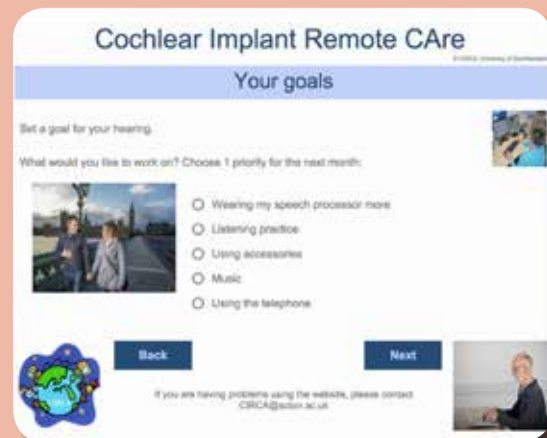 Cochlear Implant Remote CAre
Your goals
Set a goal for your hearing.
What would you like to work on? Choose 1 priority for the next month:
Wearing my speech processor more
Listening practice
Using accessories
Music
Using the telephone
Back
Next
If you are having problems using the website, please contact
CIRCA@soton.ac.uk